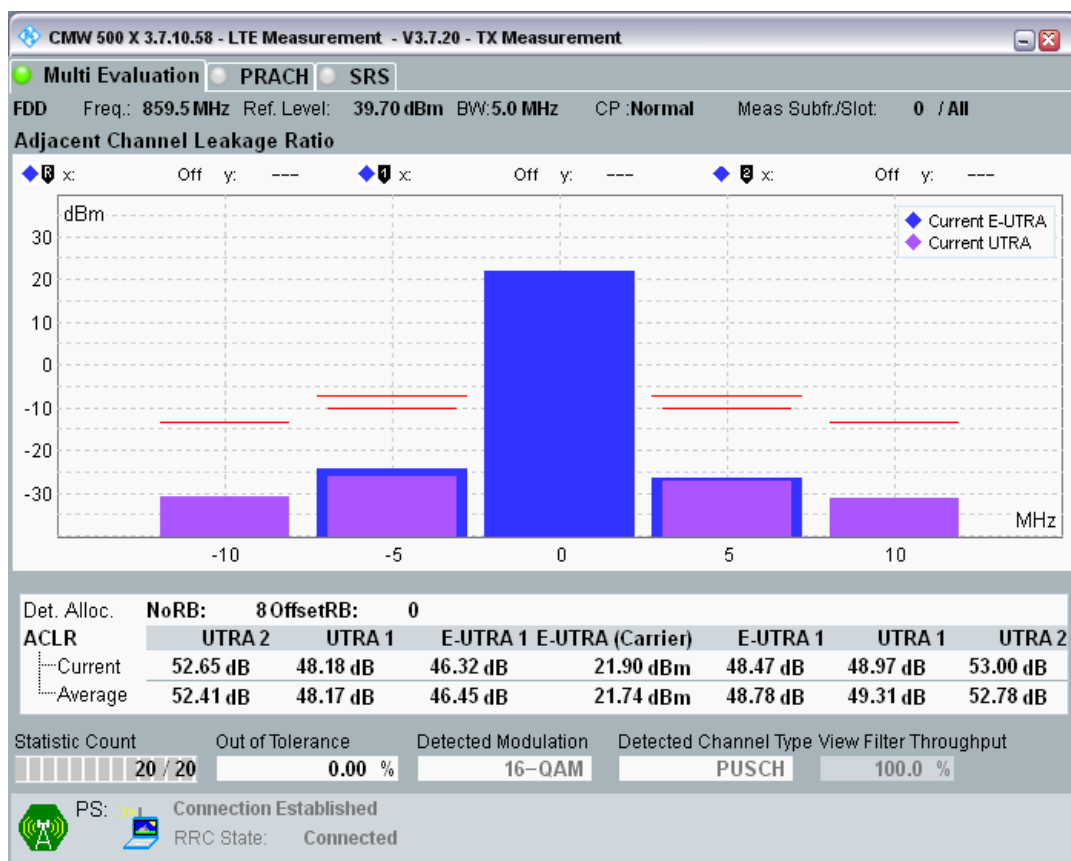 CMW 500 X 3.7.10.58 - LTE Measurement - V3.7.20 - TX Measurement
Multi Evaluation PRACH SRS
FDD Freq.: 859.5 MHz Ref. Level: 39.70 dBm BW:5.0 MHz CP :Normal Meas Subfr./Slot: 0 / All
Adjacent Channel Leakage Ratio
R x: Off y: --- 1 x: Off y: --- 2 x: Off y: ---
dBm
Current E-UTRA
Current UTRA
30
20
10
0
-10
-20
-30
MHz
-10 -5 0 5 10
Det. Alloc. NoRB: 8 OffsetRB: 0
ACLR UTRA 2 UTRA 1 E-UTRA 1 E-UTRA (Carrier) E-UTRA 1 UTRA 1 UTRA 2
Current 52.65 dB 48.18 dB 46.32 dB 21.90 dBm 48.47 dB 48.97 dB 53.00 dB
Average 52.41 dB 48.17 dB 46.45 dB 21.74 dBm 48.78 dB 49.31 dB 52.78 dB
Statistic Count Out of Tolerance Detected Modulation Detected Channel Type View Filter Throughput
20 / 20 0.00 % 16-QAM PUSCH 100.0 %
PS: Connection Established
RRC State: Connected